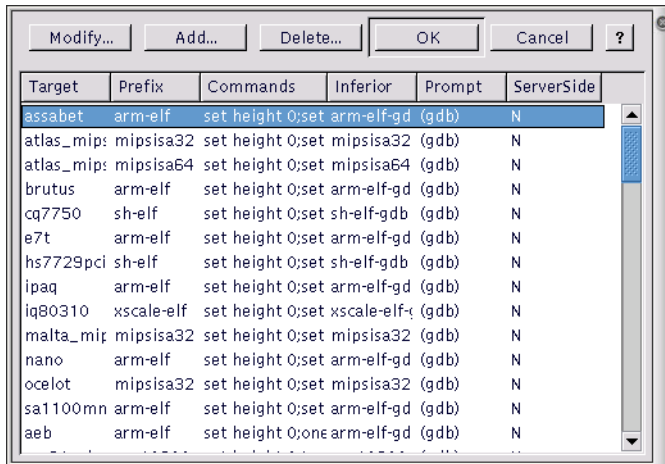 Modify... Add... Delete... OK Cancel ?
Target Prefix Commands Inferior Prompt ServerSide
assabet arm-elf set height 0;set arm-elf-gd (gdb) N
atlas_mips mipsisa32 set height 0;set mipsisa32 (gdb) N
atlas_mips mipsisa64 set height 0;set mipsisa64 (gdb) N
brutus arm-elf set height 0;set arm-elf-gd (gdb) N
cq7750 sh-elf set height 0;set sh-elf-gdb (gdb) N
e7t arm-elf set height 0;set arm-elf-gd (gdb) N
hs7729pci sh-elf set height 0;set sh-elf-gdb (gdb) N
ipaq arm-elf set height 0;set arm-elf-gd (gdb) N
iq80310 xscale-elf set height 0;set xscale-elf-g (gdb) N
malta_mip mipsisa32 set height 0;set mipsisa32 (gdb) N
nano arm-elf set height 0;set arm-elf-gd (gdb) N
ocelot mipsisa32 set height 0;set mipsisa32 (gdb) N
sa1100mn arm-elf set height 0;set arm-elf-gd (gdb) N
aeb arm-elf set height 0;one arm-elf-gd (gdb) N